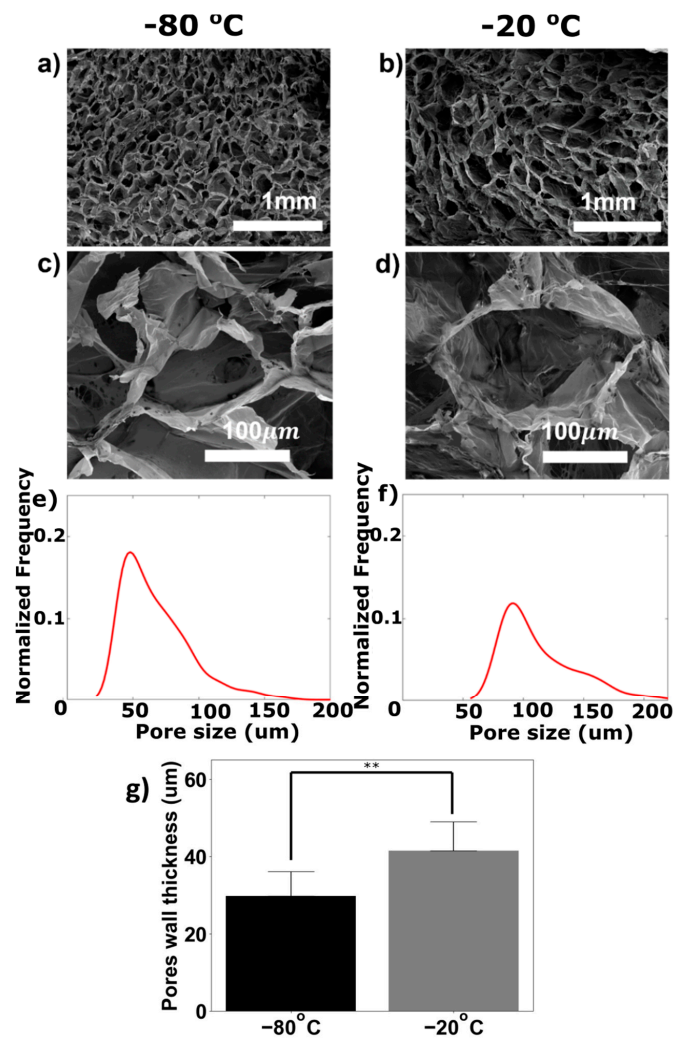 -80 ºC
-20 ºC
a)
b)
1mm
1mm
c)
d)
100μm
100μm
e)
f)
Normalized Frequency
0.2
0.1
0
50
100
150
200
Pore size (um)
Normalized Frequency
0.2
0.1
0
50
100
150
200
Pore size (um)
g)
Pores wall thickness (um)
60
40
20
0
**
−80°C
−20°C